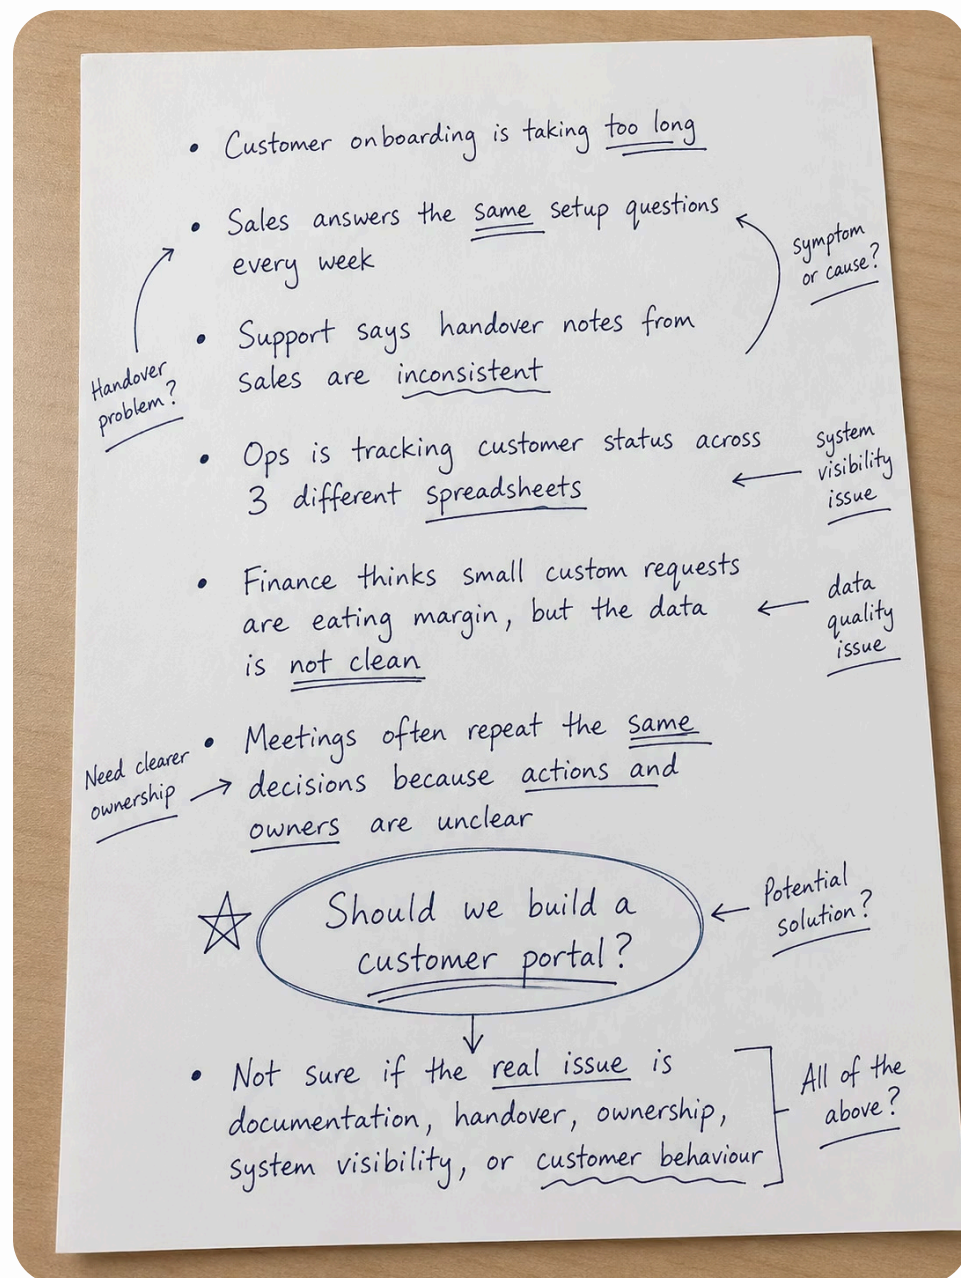 • Customer onboarding is taking too long
• Sales answers the same setup questions
every week
Symptom
or cause?
• Support says handover notes from
Sales are inconsistent
Handover
problem?
• Ops is tracking customer status across
3 different spreadsheets
system
visibility
issue
• Finance thinks small custom requests
are eating margin, but the data
is not clean
data
quality
issue
• Meetings often repeat the same
decisions because actions and
owners are unclear
Need clearer
ownership
Should we build a
customer portal?
Potential
solution?
• Not sure if the real issue is
documentation, handover, ownership,
system visibility, or customer behaviour
All of the
above?